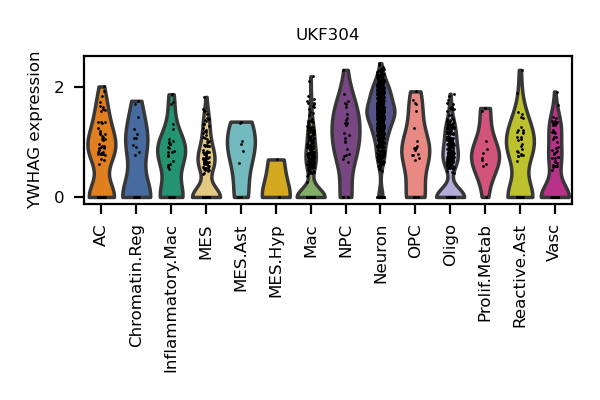 UKF304
YWHAG expression
2
0
AC
Chromatin.Reg
Inflammatory.Mac
MES
MES.Ast
MES.Hyp
Mac
NPC
Neuron
OPC
Oligo
Prolif.Metab
Reactive.Ast
Vasc